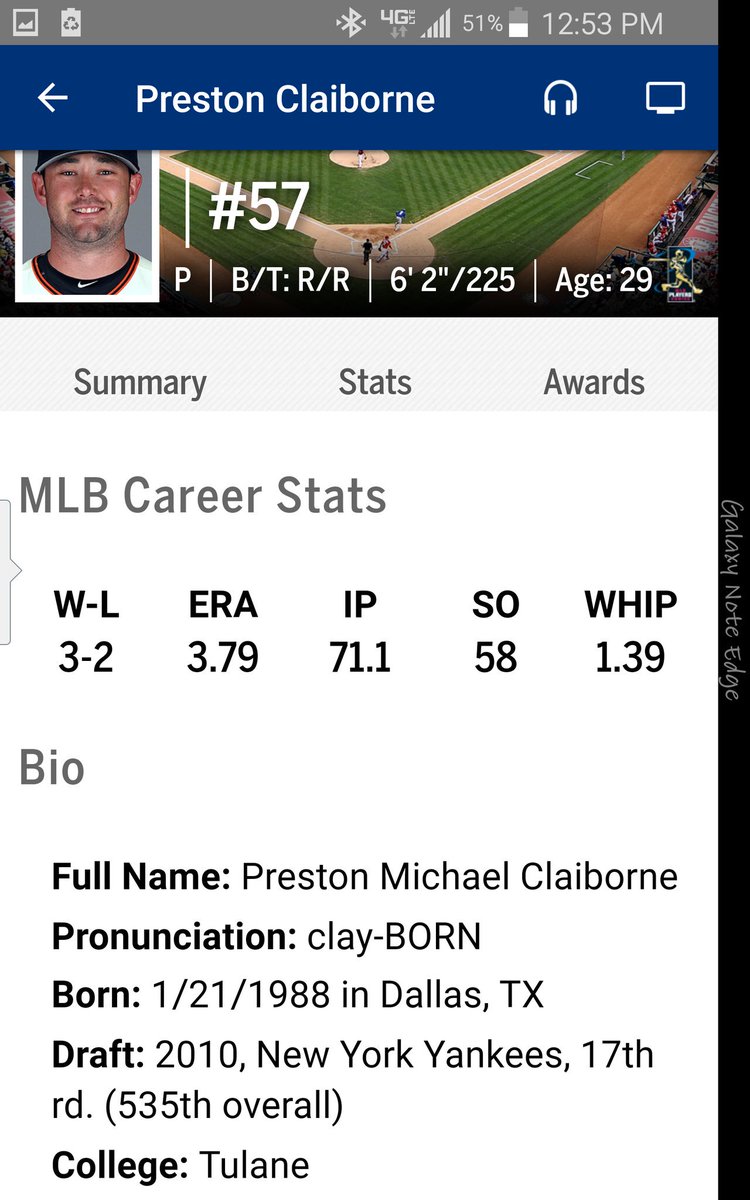 4G LTE 51% 12:53 PM
Preston Claiborne
#57
P B/T: R/R 6' 2"/225 Age: 29
Summary Stats Awards
MLB Career Stats
W-L ERA IP SO WHIP
3-2 3.79 71.1 58 1.39
Bio
Full Name: Preston Michael Claiborne
Pronunciation: clay-BORN
Born: 1/21/1988 in Dallas, TX
Draft: 2010, New York Yankees, 17th
rd. (535th overall)
College: Tulane
Galaxy Note Edge